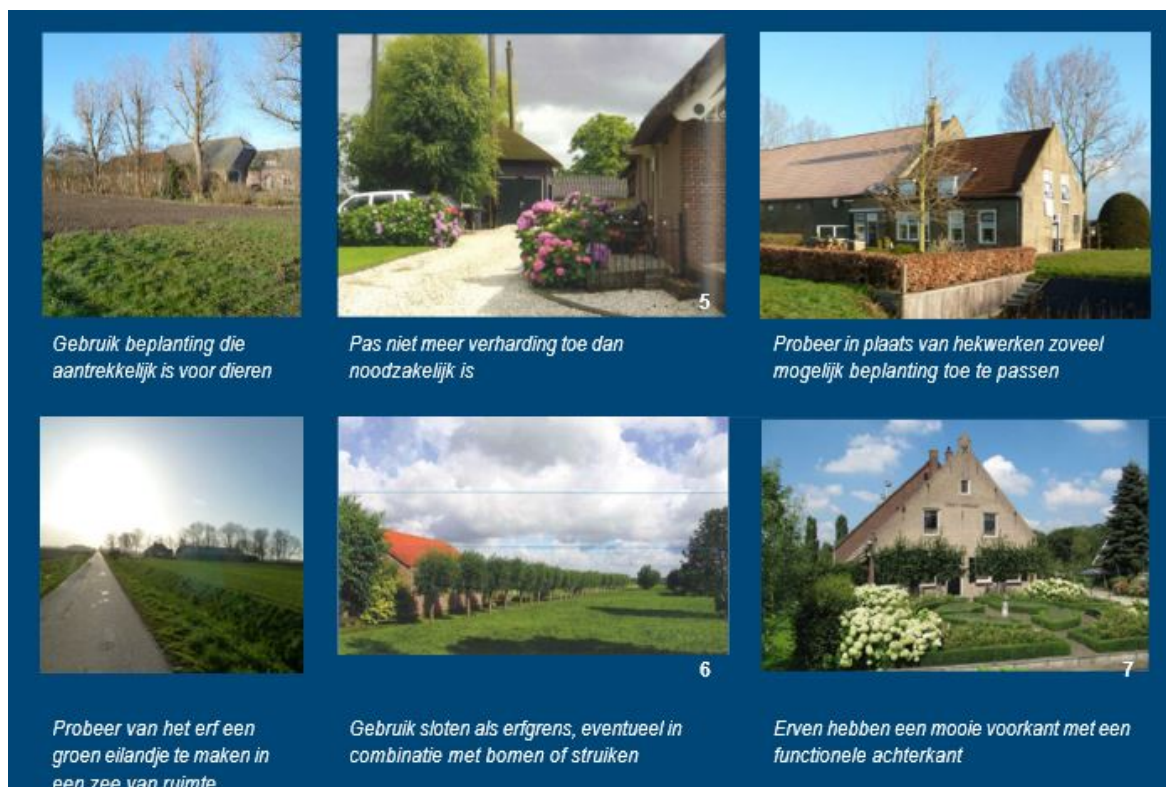 5
Gebruik beplanting die
aantrekkelijk is voor dieren
Pas niet meer verharding toe dan
noodzakelijk is
Probeer in plaats van hekwerken zoveel
mogelijk beplanting toe te passen
6
7
Probeer van het erf een
groen eilandje te maken in
een zee van ruimte
Gebruik sloten als erfgrens, eventueel in
combinatie met bomen of struiken
Erven hebben een mooie voorkant met een
functionele achterkant